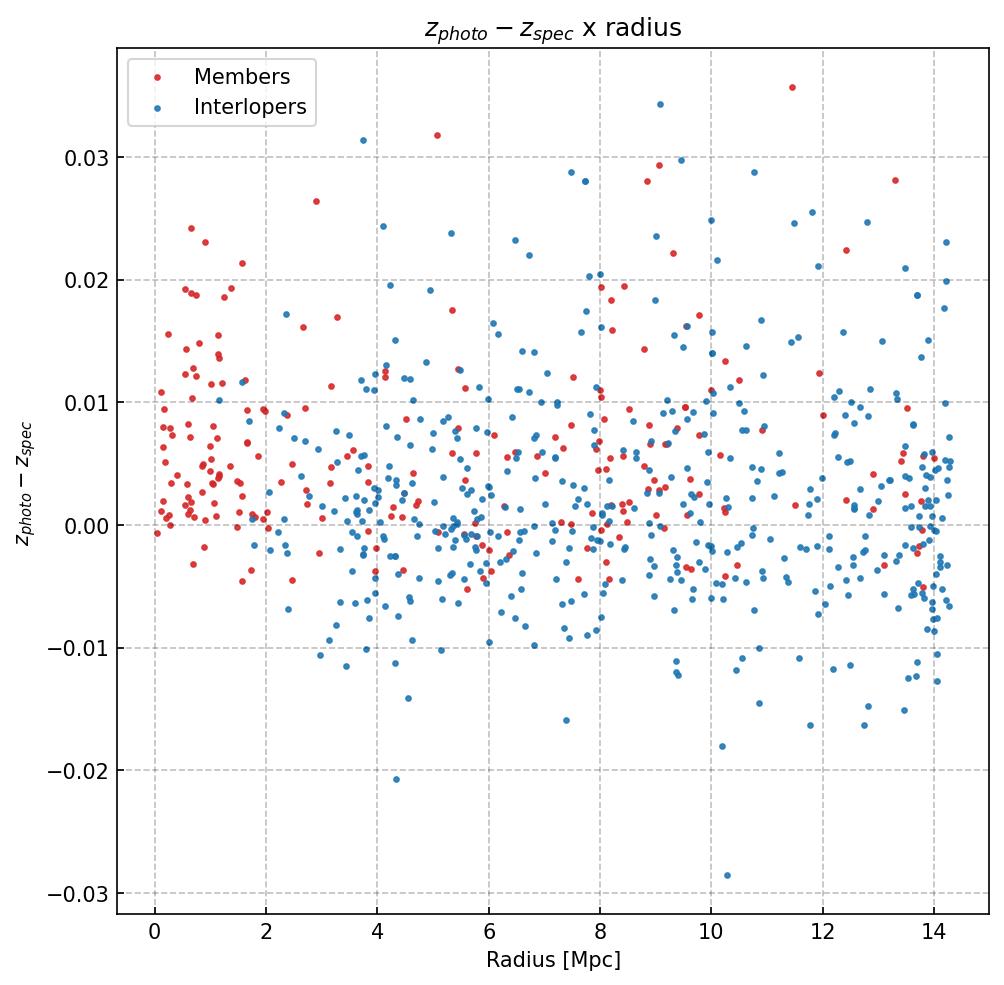 z_photo − z_spec x radius
Members
Interlopers
z_photo − z_spec
0.03
0.02
0.01
0.00
−0.01
−0.02
−0.03
0 2 4 6 8 10 12 14
Radius [Mpc]